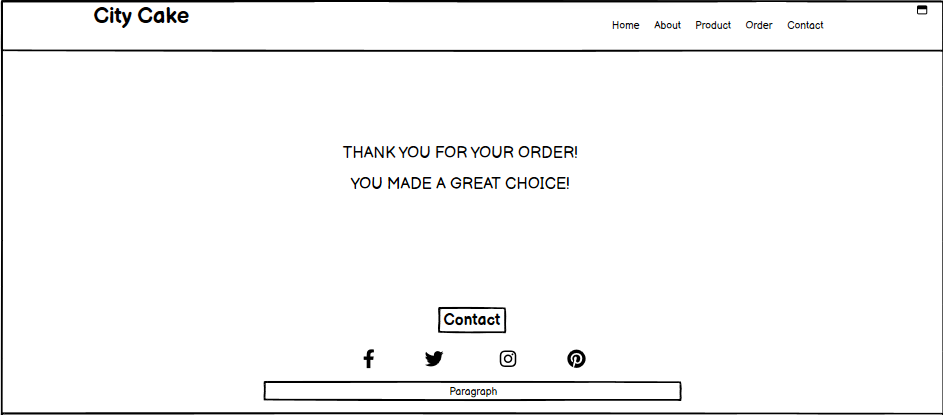 City Cake
Home About Product Order Contact
THANK YOU FOR YOUR ORDER!
YOU MADE A GREAT CHOICE!
Contact
Paragraph